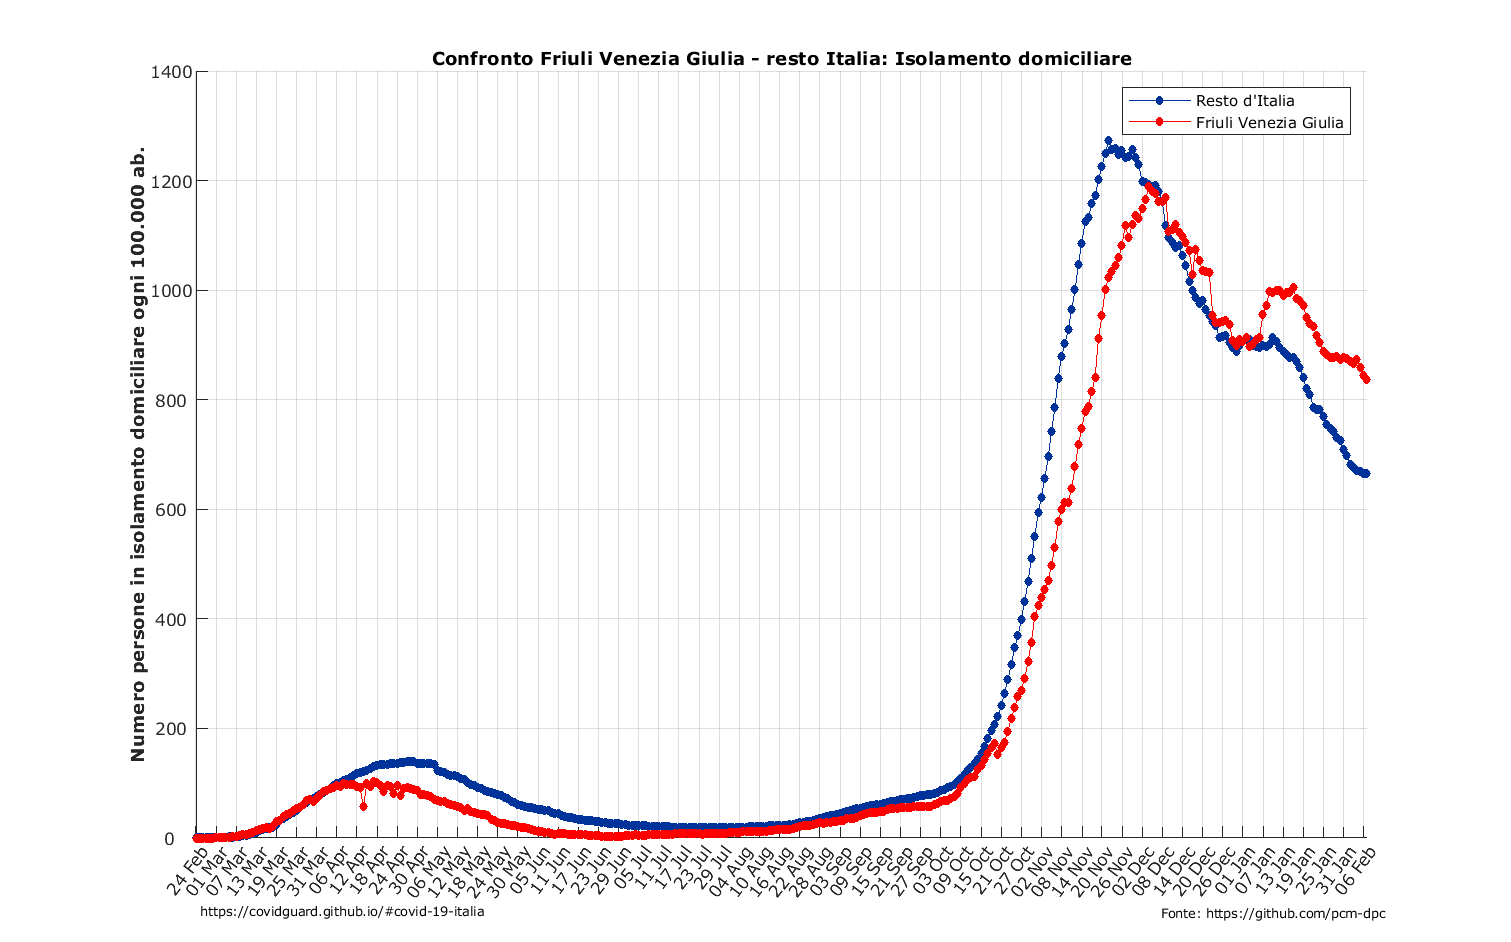 Confronto Friuli Venezia Giulia - resto Italia: Isolamento domiciliare
Numero persone in isolamento domiciliare ogni 100.000 ab.
1400
1200
1000
800
600
400
200
0
Resto d'Italia
Friuli Venezia Giulia
24 Feb
01 Mar
07 Mar
13 Mar
19 Mar
25 Mar
31 Mar
06 Apr
12 Apr
18 Apr
24 Apr
30 Apr
06 May
12 May
18 May
24 May
30 May
05 Jun
11 Jun
17 Jun
23 Jun
29 Jun
05 Jul
11 Jul
17 Jul
23 Jul
29 Jul
04 Aug
10 Aug
16 Aug
22 Aug
28 Aug
03 Sep
09 Sep
15 Sep
21 Sep
27 Sep
03 Oct
09 Oct
15 Oct
21 Oct
27 Oct
02 Nov
08 Nov
14 Nov
20 Nov
26 Nov
02 Dec
08 Dec
14 Dec
20 Dec
26 Dec
01 Jan
07 Jan
13 Jan
19 Jan
25 Jan
31 Jan
06 Feb
https://covidguard.github.io/#covid-19-italia
Fonte: https://github.com/pcm-dpc